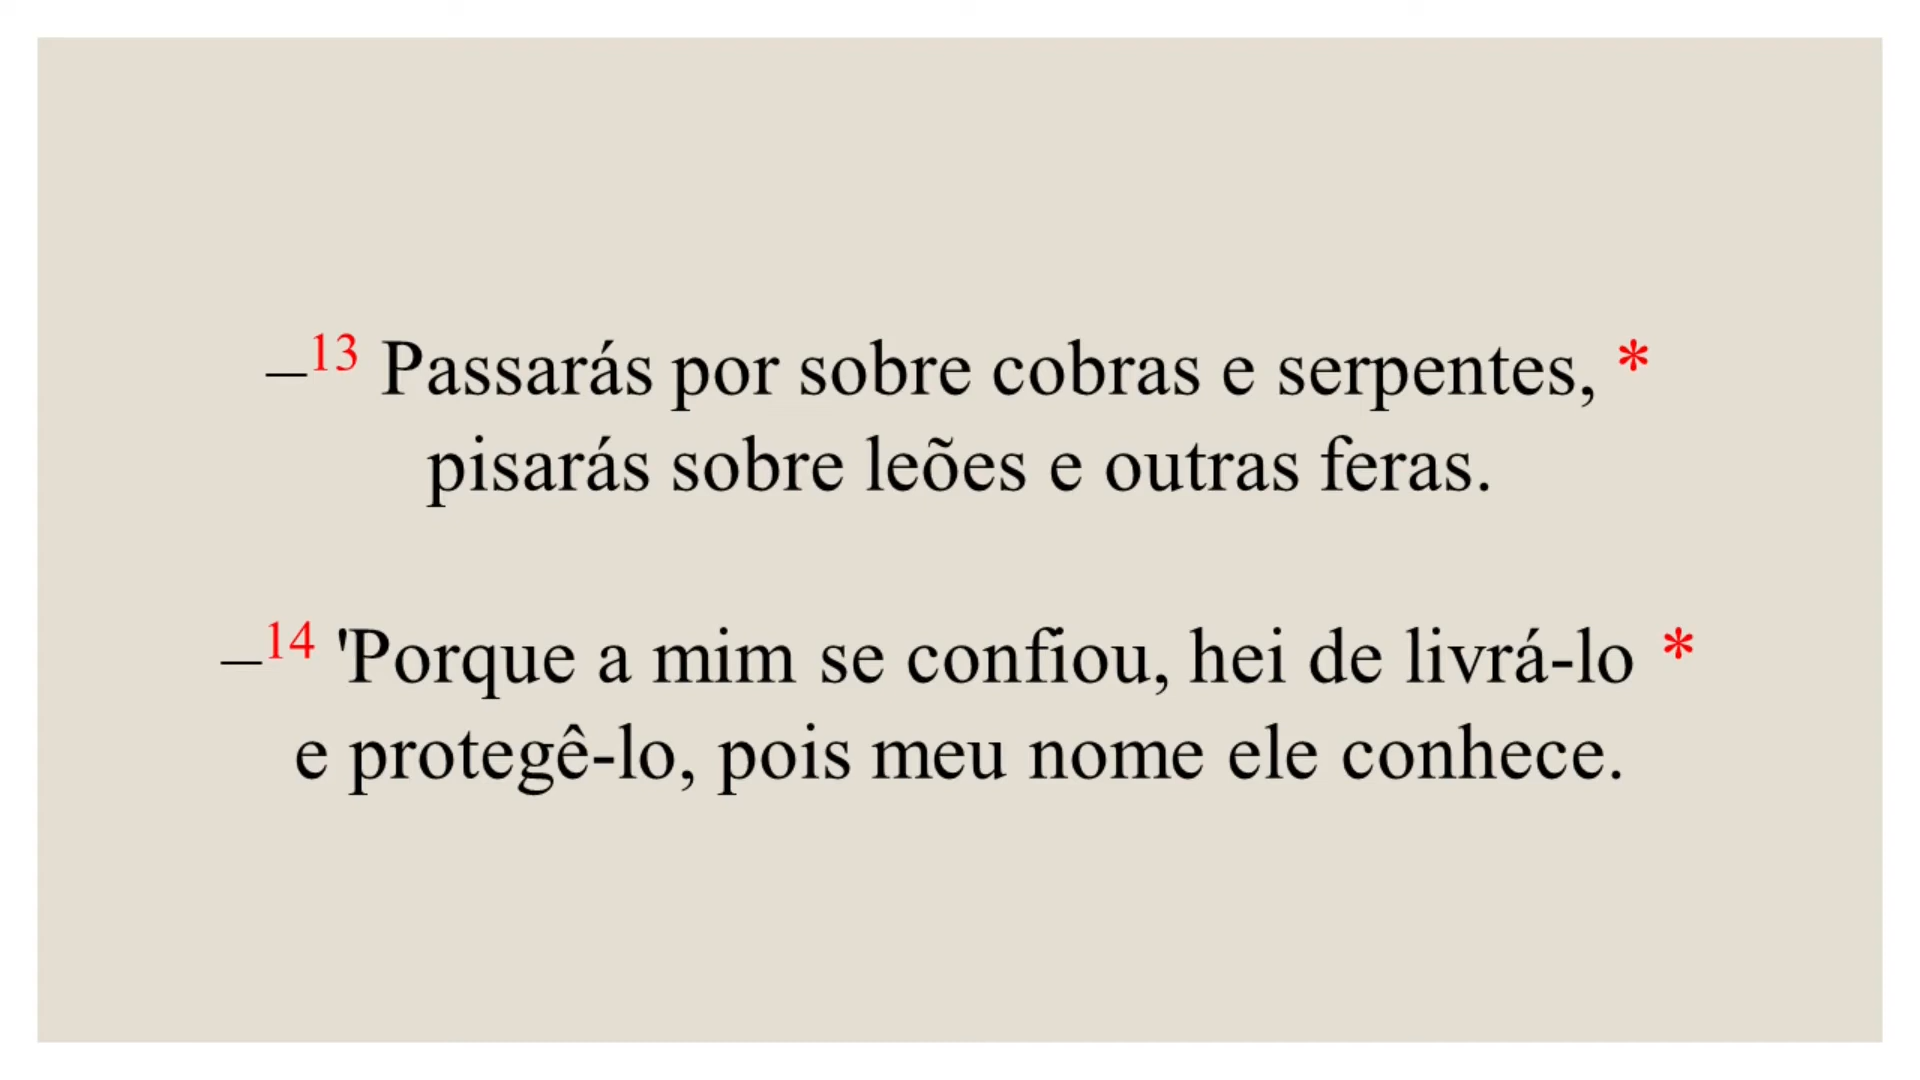 –13 Passarás por sobre cobras e serpentes, *
pisarás sobre leões e outras feras.
–14 'Porque a mim se confiou, hei de livrá-lo *
e protegê-lo, pois meu nome ele conhece.